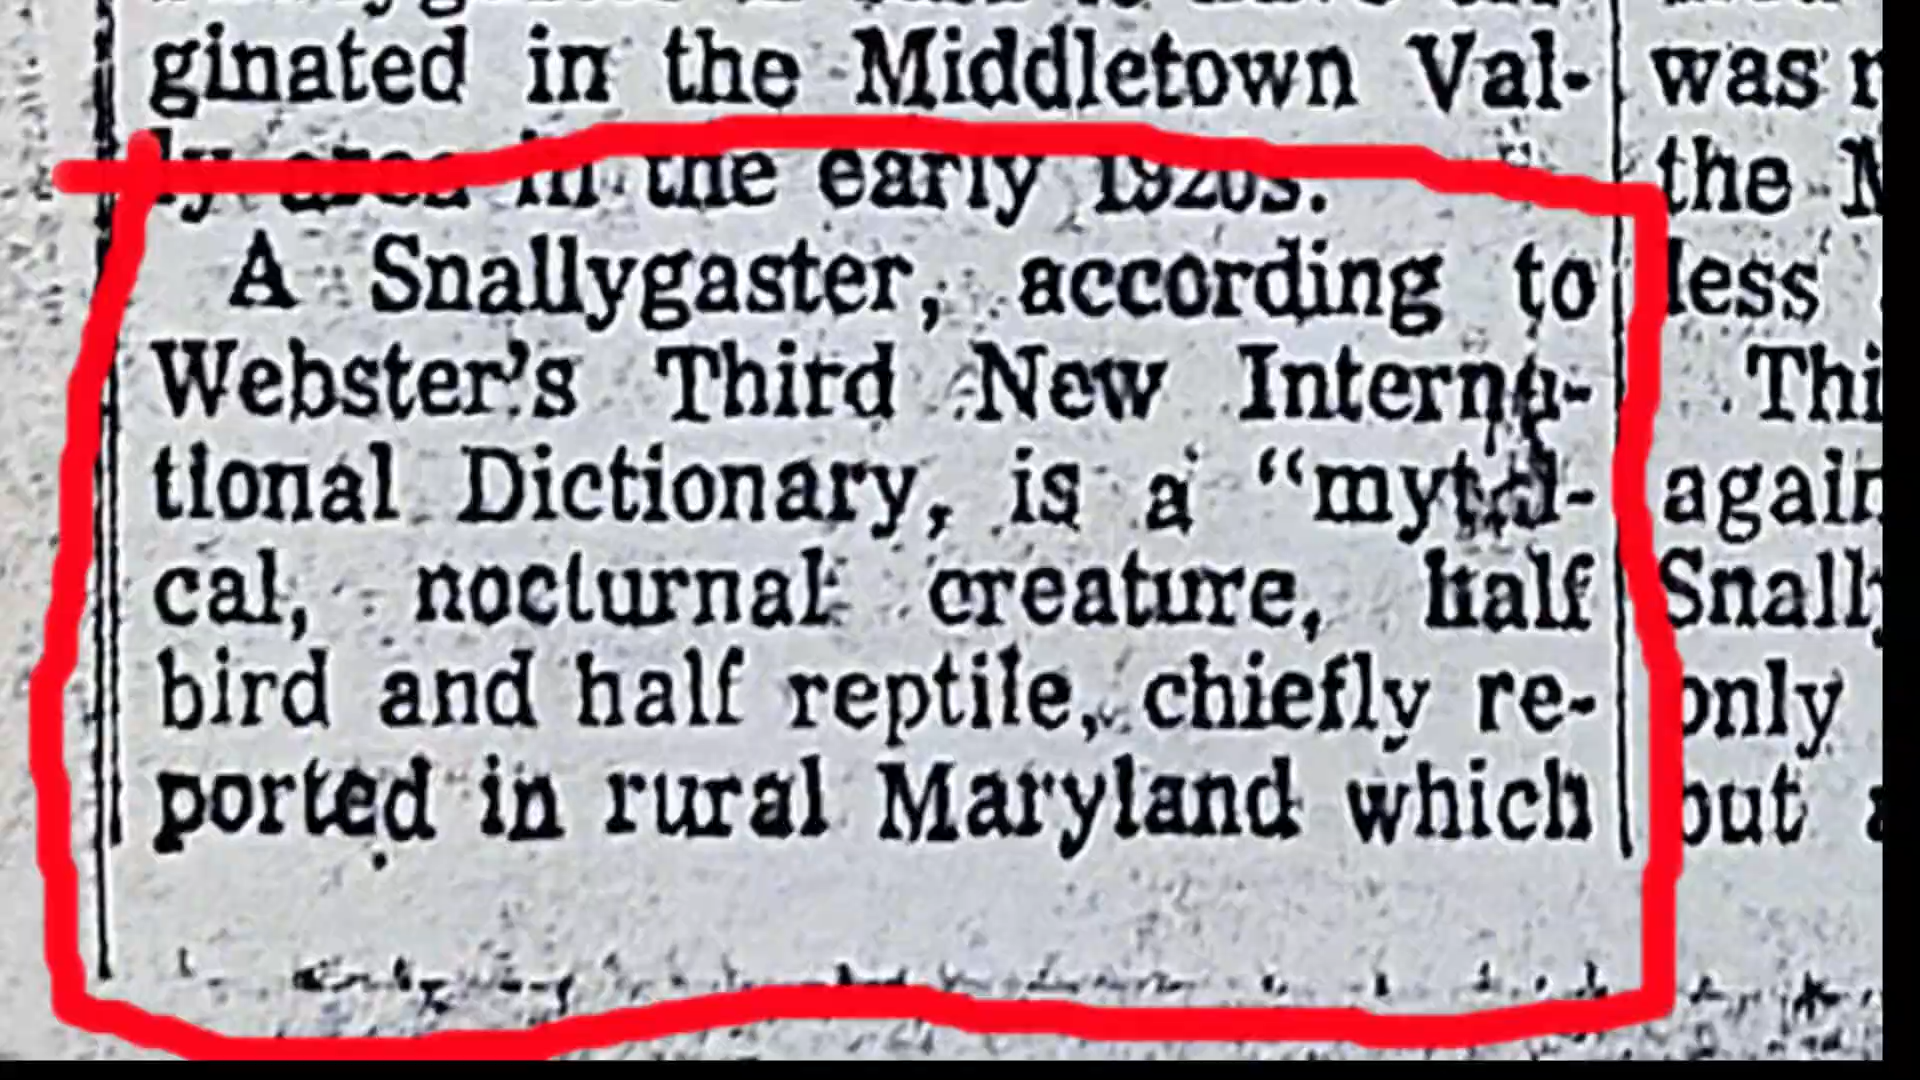 ginated in the Middletown Val-
ly area in the early 1920s.
A Snallygaster, according to
Webster's Third New Interna-
tional Dictionary, is a "mythi-
cal, nocturnal creature, half
bird and half reptile, chiefly re-
ported in rural Maryland which
was
the
less
Thi
again
Snally
only
but